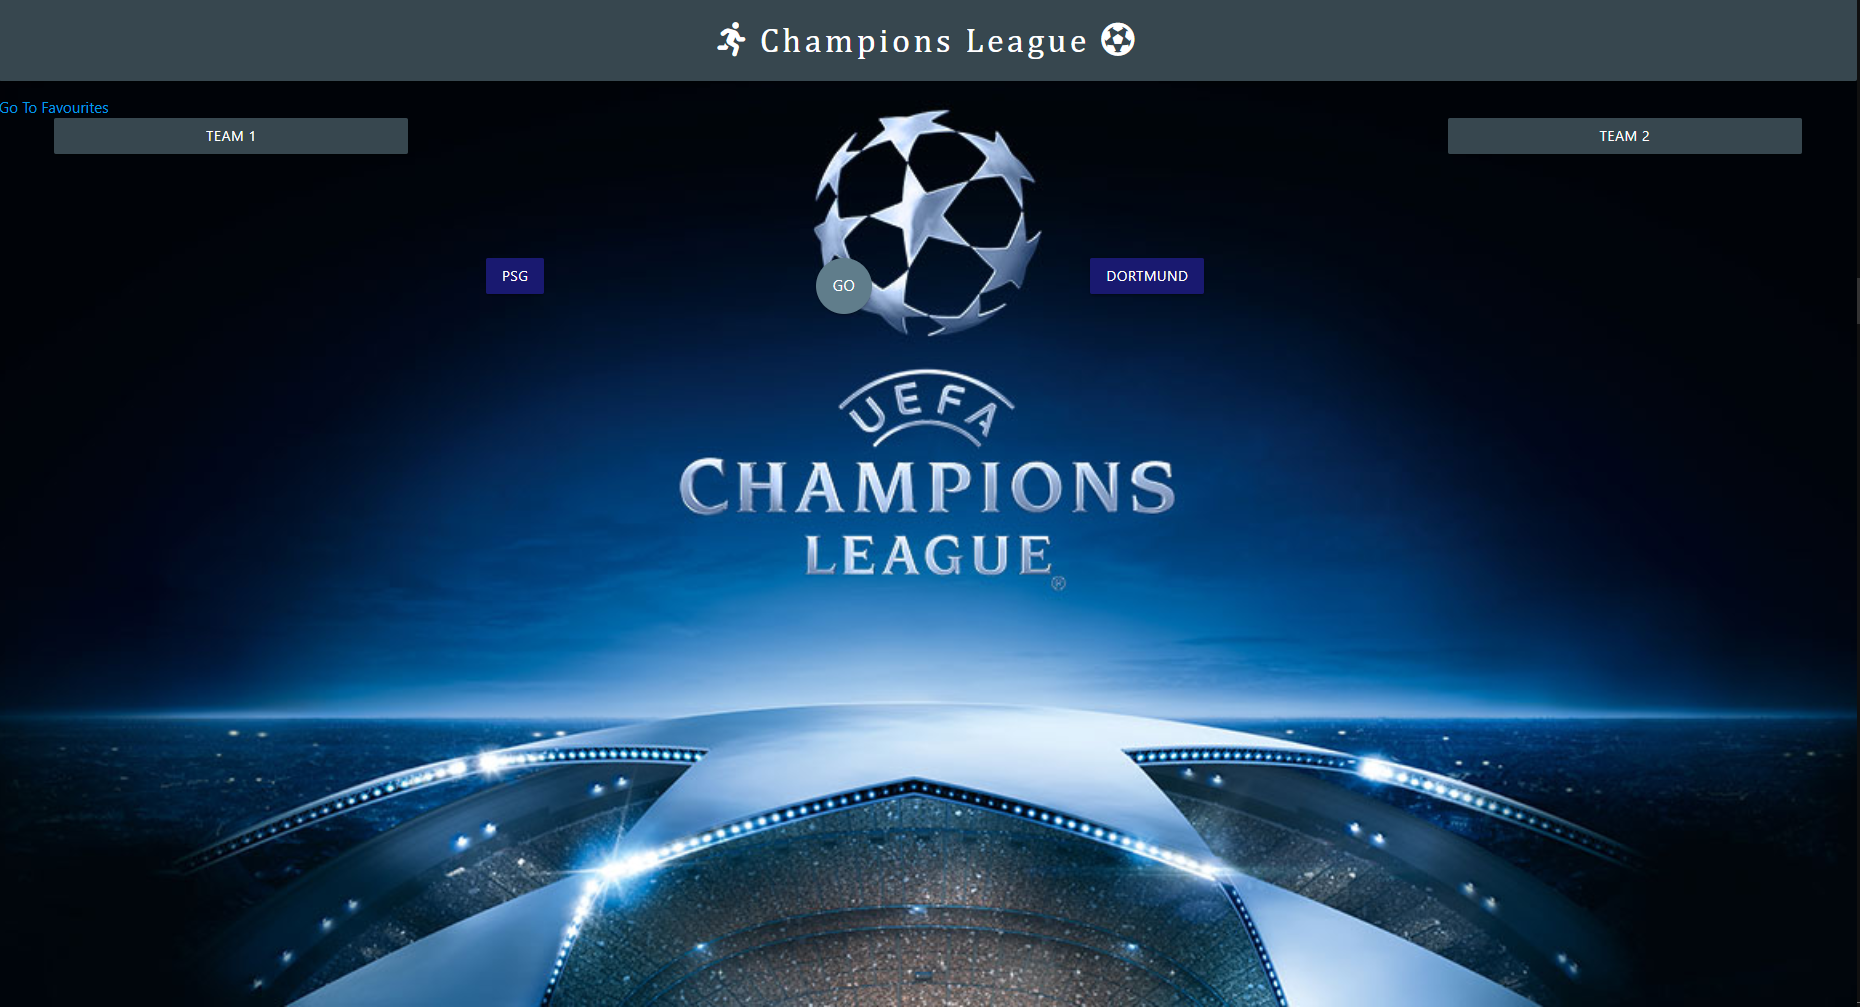 Champions League
Go To Favourites
TEAM 1
TEAM 2
PSG
GO
DORTMUND
UEFA
CHAMPIONS
LEAGUE
®